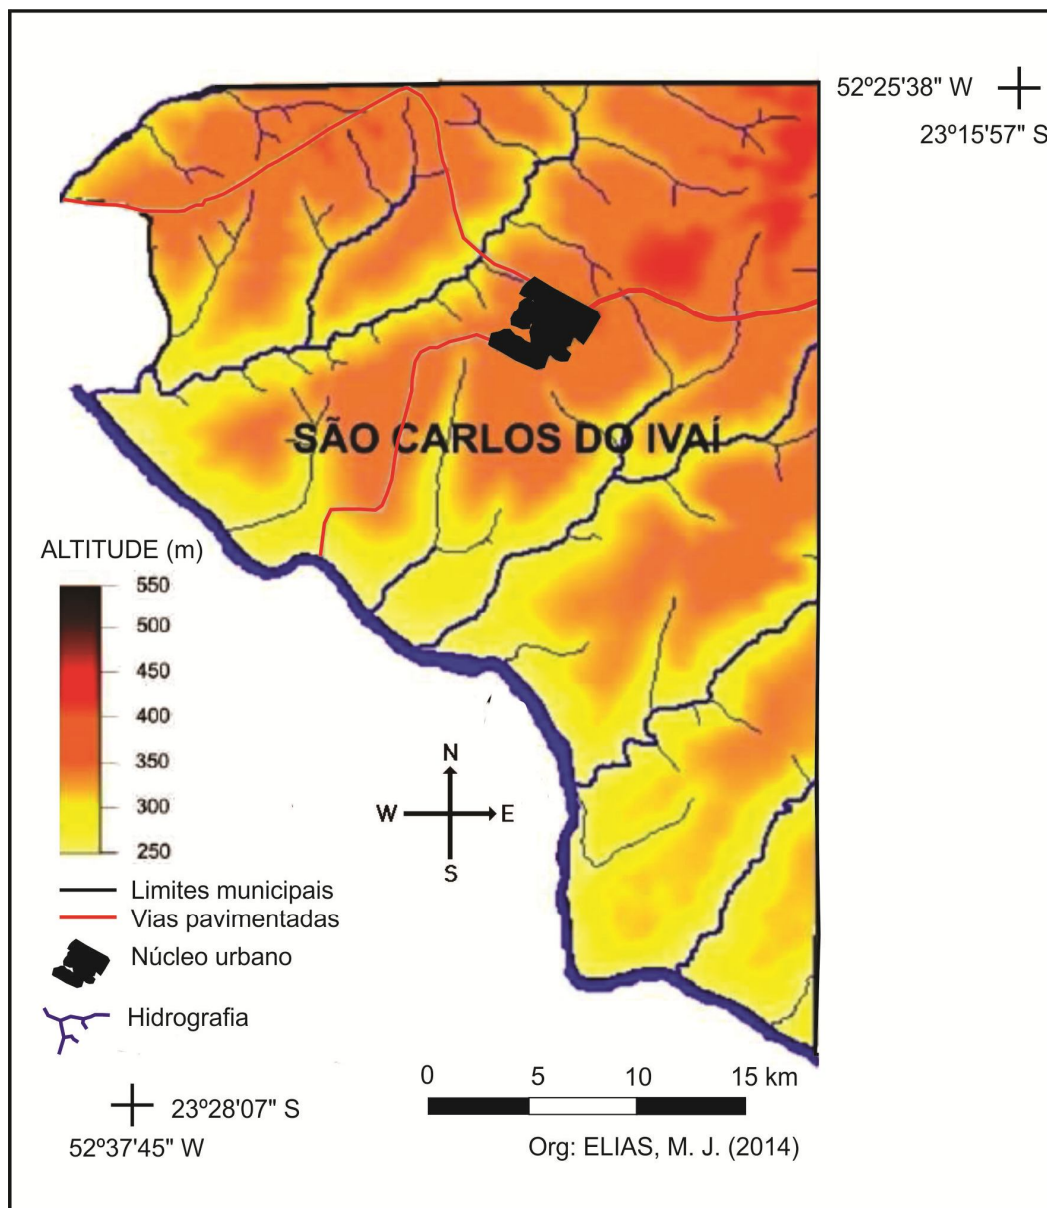 52º25'38" W
23º15'57" S
SÃO CARLOS DO IVAÍ
ALTITUDE (m)
550
500
450
400
350
300
250
N
W E
S
Limites municipais
Vias pavimentadas
Núcleo urbano
Hidrografia
0 5 10 15 km
23º28'07" S
52º37'45" W
Org: ELIAS, M. J. (2014)